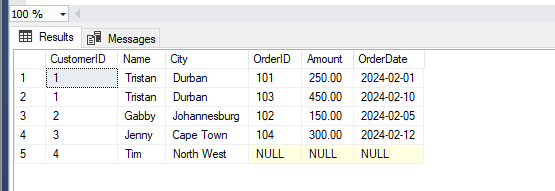 100 %
Results Messages
CustomerID Name City OrderID Amount OrderDate
1 1 Tristan Durban 101 250.00 2024-02-01
2 1 Tristan Durban 103 450.00 2024-02-10
3 2 Gabby Johannesburg 102 150.00 2024-02-05
4 3 Jenny Cape Town 104 300.00 2024-02-12
5 4 Tim North West NULL NULL NULL